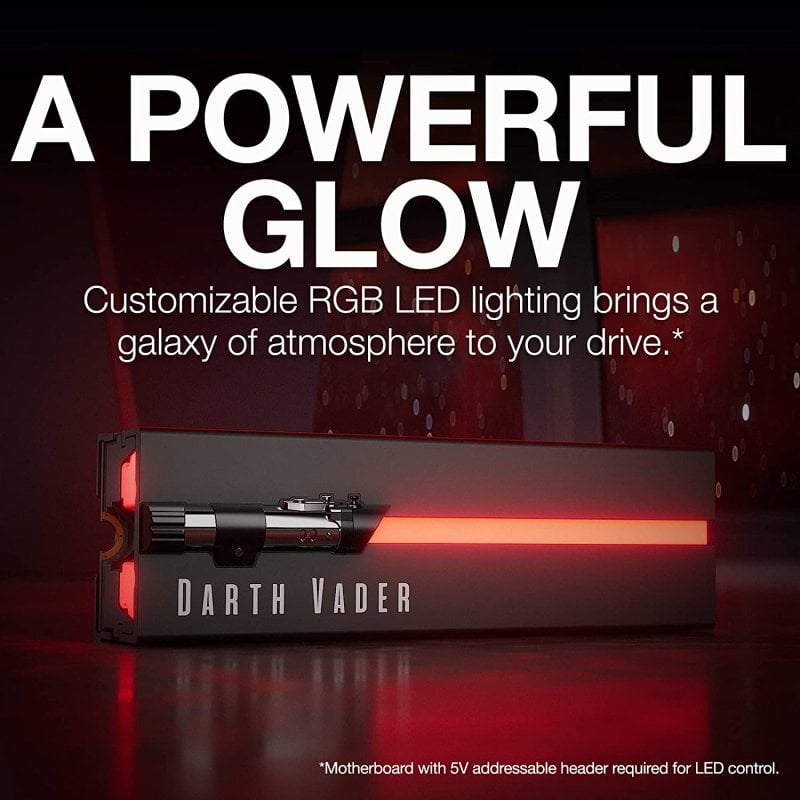 A POWERFUL
GLOW
Customizable RGB LED lighting brings a
galaxy of atmosphere to your drive.*
DARTH VADER
*Motherboard with 5V addressable header required for LED control.